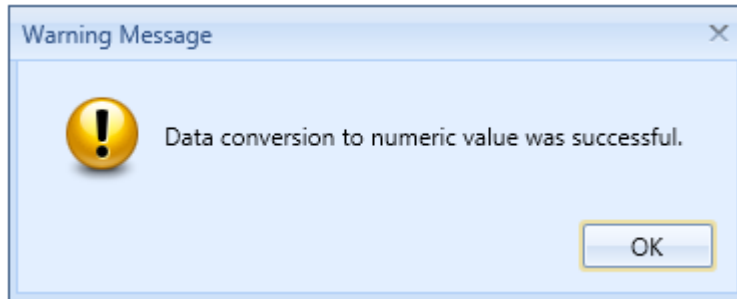 Warning Message
Data conversion to numeric value was successful.
OK